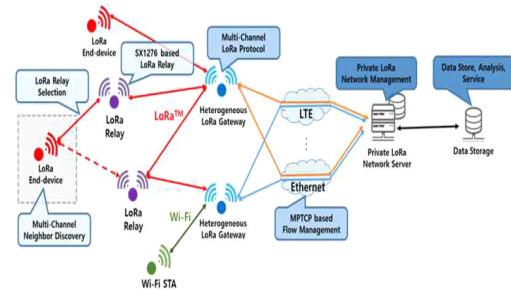 LoRa
End-device
SX1276 based
LoRa Relay
Multi-Channel
LoRa Protocol
Private LoRa
Network Management
Data Store, Analysis,
Service
LoRa Relay
Selection
LoRa
Relay
LoRa™
Heterogeneous
LoRa Gateway
LTE
Private LoRa
Network Server
Data Storage
LoRa
End-device
Ethernet
Multi-Channel
Neighbor Discovery
LoRa
Relay
Wi-Fi
Heterogeneous
LoRa Gateway
MPTCP based
Flow Management
Wi-Fi STA